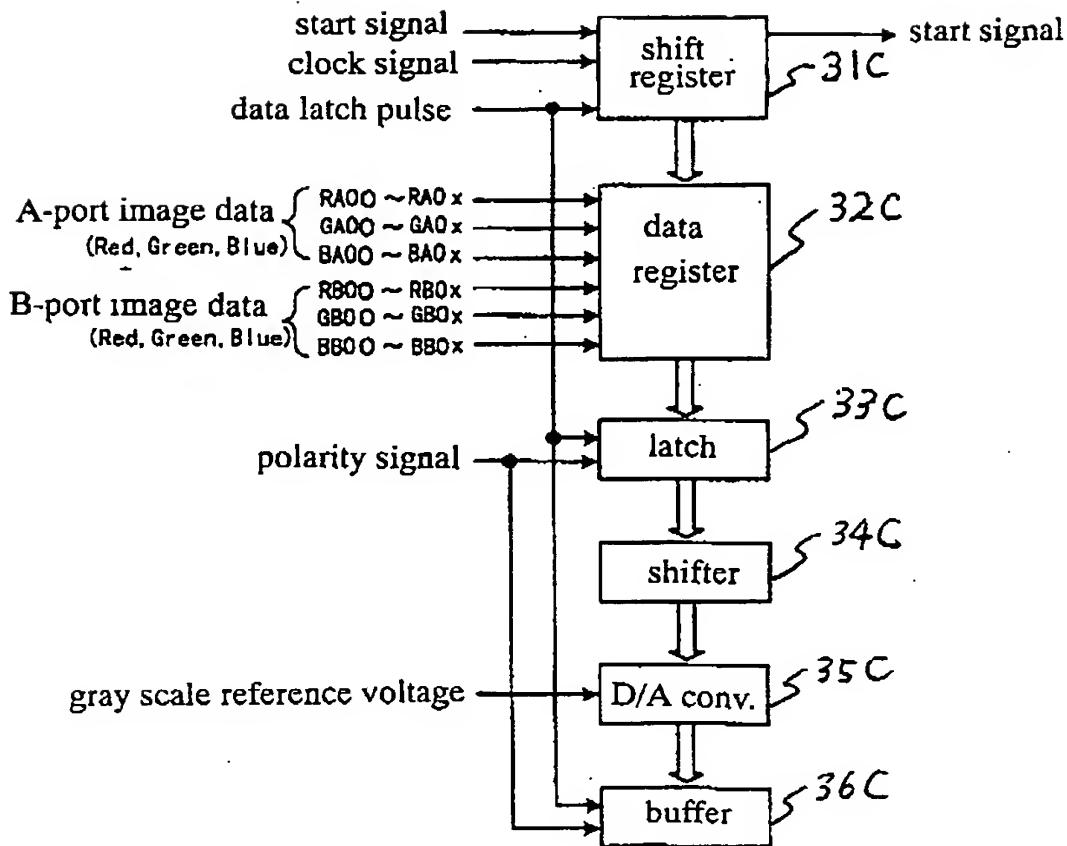 start signal
clock signal
data latch pulse
shift
register
start signal
31C
A-port image data
(Red, Green, Blue)
RA00 ~ RA0x
GA00 ~ GA0x
BA00 ~ BA0x
B-port image data
(Red, Green, Blue)
RB00 ~ RB0x
GB00 ~ GB0x
BB00 ~ BB0x
data
register
32C
polarity signal
latch
33C
shifter
34C
gray scale reference voltage
D/A conv.
35C
buffer
36C